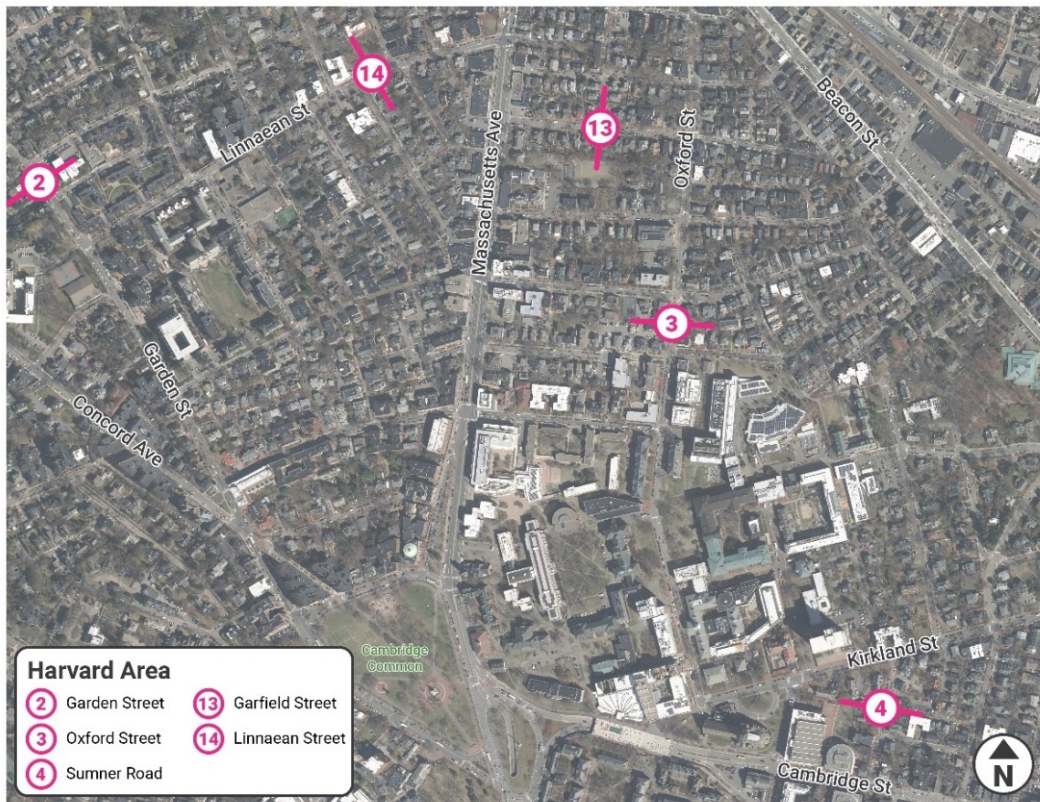 14
Linnaean St
2
Massachusetts Ave
13
Oxford St
Beacon St
3
Garden St
Concord Ave
Cambridge
Common
Kirkland St
4
Cambridge St
N
Harvard Area
2 Garden Street
3 Oxford Street
4 Sumner Road
13 Garfield Street
14 Linnaean Street